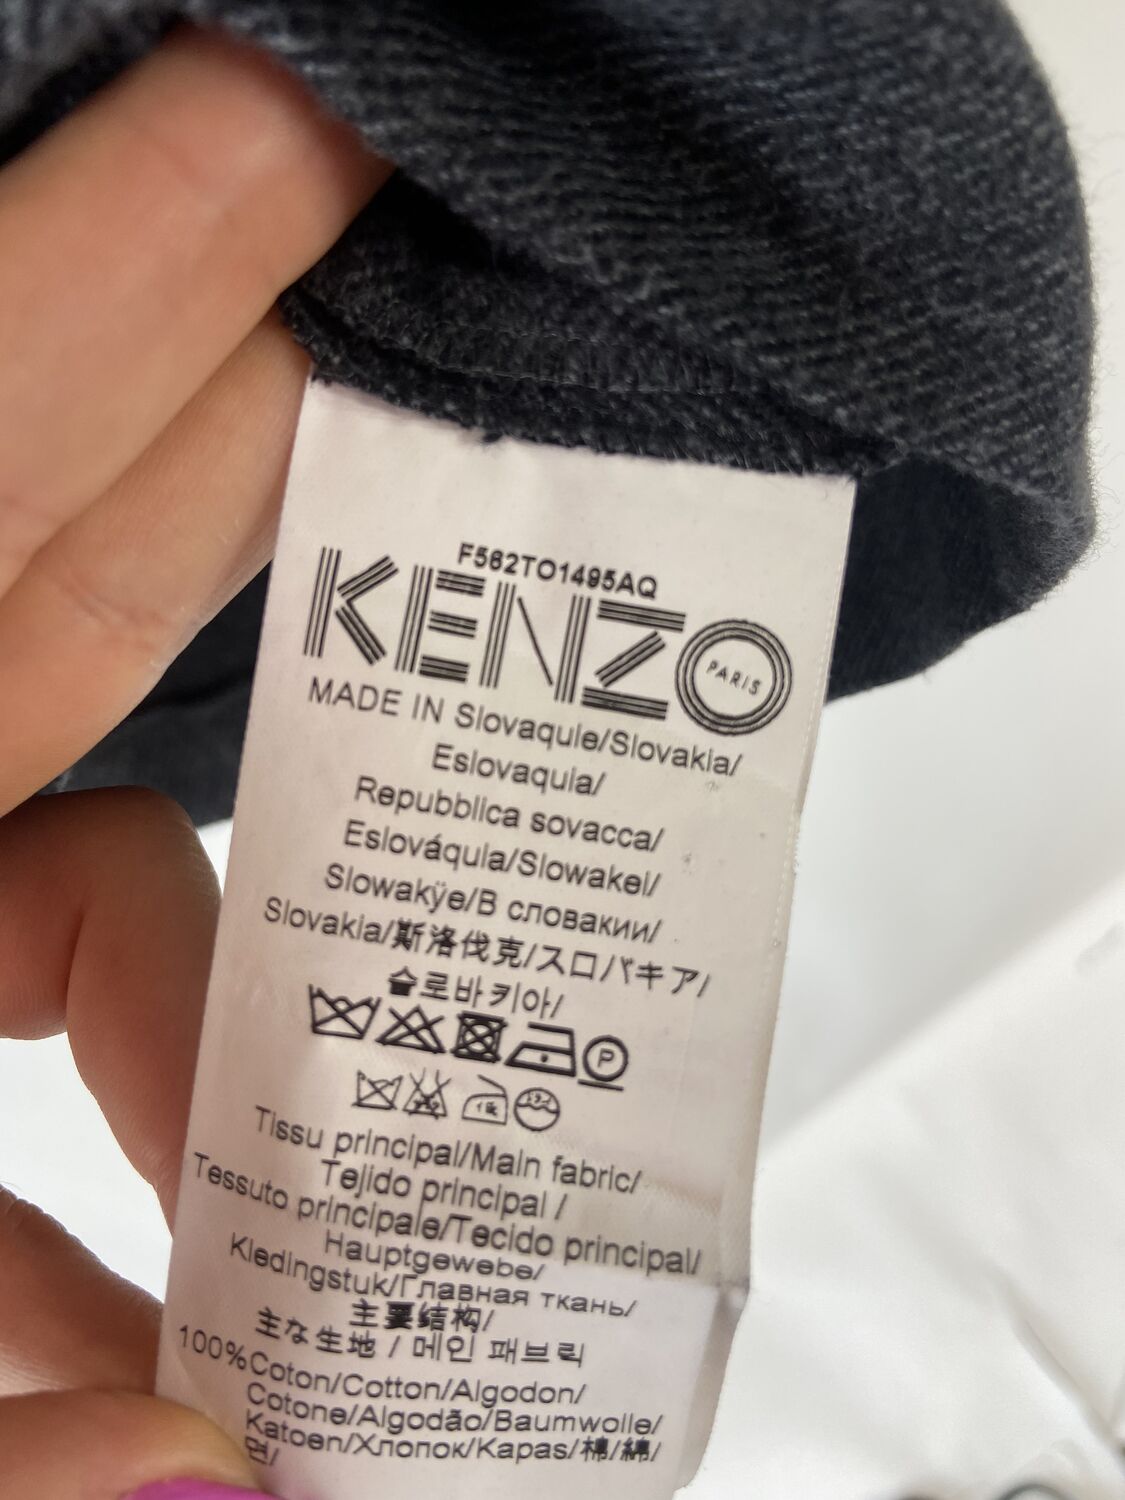 F562TO1495AQ
KENZO
PARIS
MADE IN Slovaquie/Slovakia/
Eslovaquia/
Repubblica sovacca/
Eslováquia/Slowakei/
Slowakÿe/В словакии/
Slovakia/斯洛伐克/スロバキア/
슬로바키아/
P
Tissu principal/Main fabric/
Tejido principal /
Tessuto principale/Tecido principal/
Hauptgewebe/
Kledingstuk/Главная ткань/
主要结构/
主な生地 / 메인 패브릭
100%Coton/Cotton/Algodon/
Cotone/Algodão/Baumwolle/
Katoen/Хлопок/Kapas/棉/綿/
면/